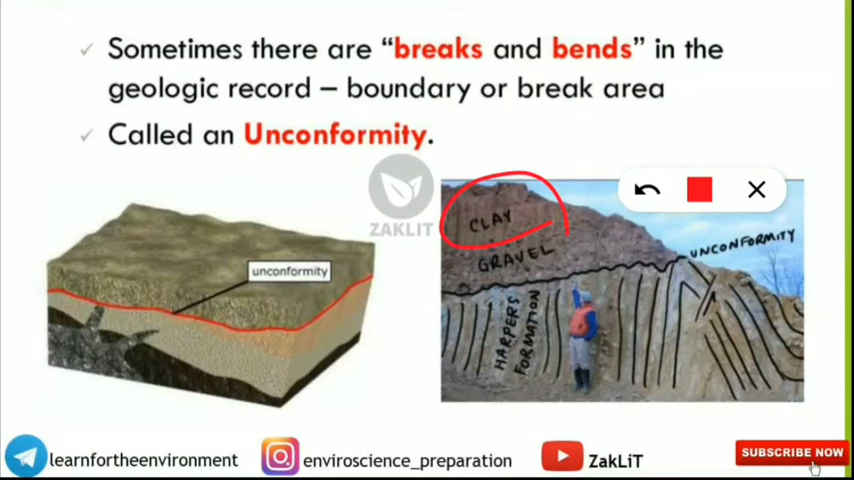 Sometimes there are “breaks and bends” in the
geologic record – boundary or break area
Called an Unconformity.
ZAKLIT
unconformity
CLAY
GRAVEL
UNCONFORMITY
HARPERS
FORMATION
learnfortheenvironment
enviroscience_preparation
ZakLiT
SUBSCRIBE NOW